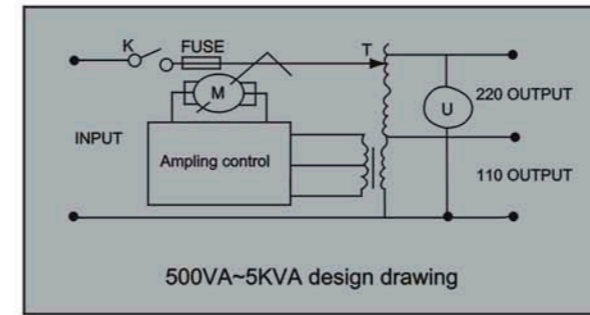 K
FUSE
T
M
220 OUTPUT
U
INPUT
Ampling control
110 OUTPUT
500VA~5KVA design drawing